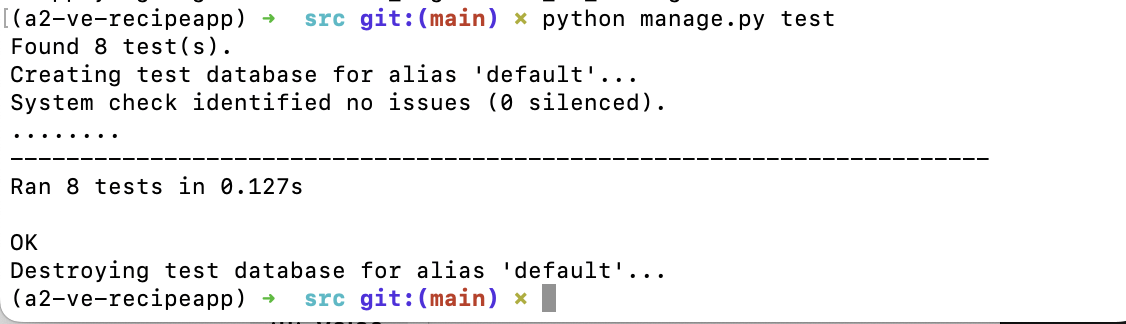 (a2-ve-recipeapp) → src git:(main) × python manage.py test
Found 8 test(s).
Creating test database for alias 'default'...
System check identified no issues (0 silenced).
........
----------------------------------------------------------------------
Ran 8 tests in 0.127s
OK
Destroying test database for alias 'default'...
(a2-ve-recipeapp) → src git:(main) ×